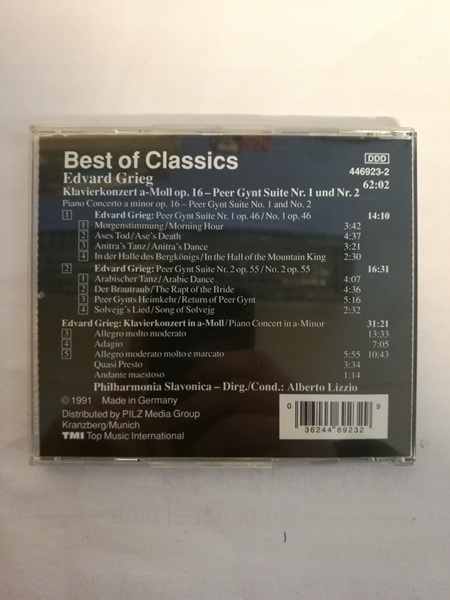 Best of Classics
DDD
Edvard Grieg
446923-2
Klavierkonzert a-Moll op. 16 – Peer Gynt Suite Nr. 1 und Nr. 2 62:02
Piano Concerto a minor op. 16 – Peer Gynt Suite No. 1 and No. 2
1 Edvard Grieg: Peer Gynt Suite Nr. 1 op. 46/No. 1 op. 46 14:10
1 Morgenstimmung/Morning Hour 3:42
2 Ases Tod/Ase's Death 4:37
3 Anitra's Tanz/Anitra's Dance 3:21
4 In der Halle des Bergkönigs/In the Hall of the Mountain King 2:30
2 Edvard Grieg: Peer Gynt Suite Nr. 2 op. 55/No. 2 op. 55 16:31
1 Arabischer Tanz/Arabic Dance 4:07
2 Der Brautraub/The Rapt of the Bride 4:36
3 Peer Gynts Heimkehr/Return of Peer Gynt 5:16
4 Solvejg's Lied/Song of Solvejg 2:32
Edvard Grieg: Klavierkonzert in a-Moll/Piano Concert in a-Minor 31:21
3 Allegro molto moderato 13:33
4 Adagio 7:05
5 Allegro moderato molto e marcato 5:55 10:43
Quasi Presto 3:34
Andante maestoso 1:14
Philharmonia Slavonica – Dirg./Cond.: Alberto Lizzio
© 1991 Made in Germany
Distributed by PILZ Media Group
Kranzberg/Munich
TMI Top Music International
0 36244 69232 9